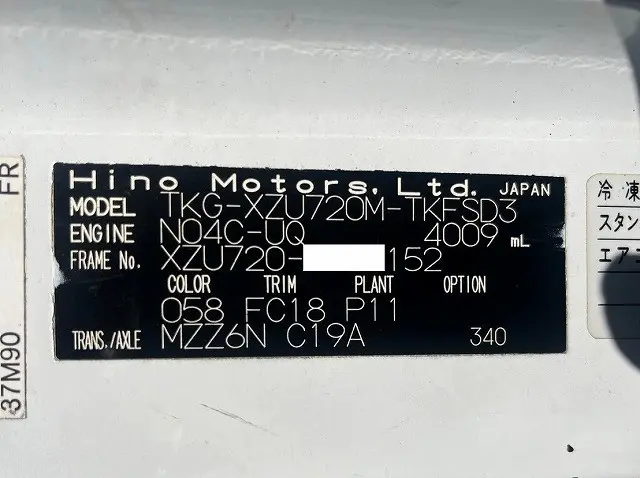 Hino Motors, Ltd. JAPAN
MODEL TKG-XZU720M-TKFSD3
ENGINE N04C-UQ 4009 mL
FRAME No. XZU720- 152
COLOR TRIM PLANT OPTION
058 FC18 P11
TRANS./AXLE MZZ6N C19A 340
FR
37M90
冷 凍
スタン
エアコ